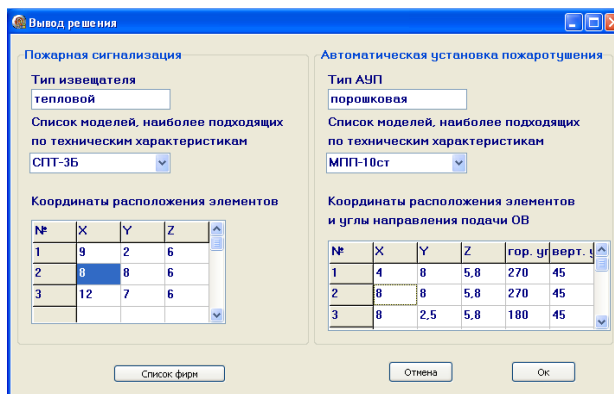 Вывод решения
Пожарная сигнализация
Тип извещателя
тепловой
Список моделей, наиболее подходящих
по техническим характеристикам
СПТ-3Б
Координаты расположения элементов
№ X Y Z
1 9 2 6
2 8 8 6
3 12 7 6
Список фирм
Автоматическая установка пожаротушения
Тип АУП
порошковая
Список моделей, наиболее подходящих
по техническим характеристикам
МПП-10ст
Координаты расположения элементов
и углы направления подачи ОВ
№ X Y Z гор. уг верт. у
1 4 8 5,8 270 45
2 8 8 5,8 270 45
3 8 2,5 5,8 180 45
Отмена Ок